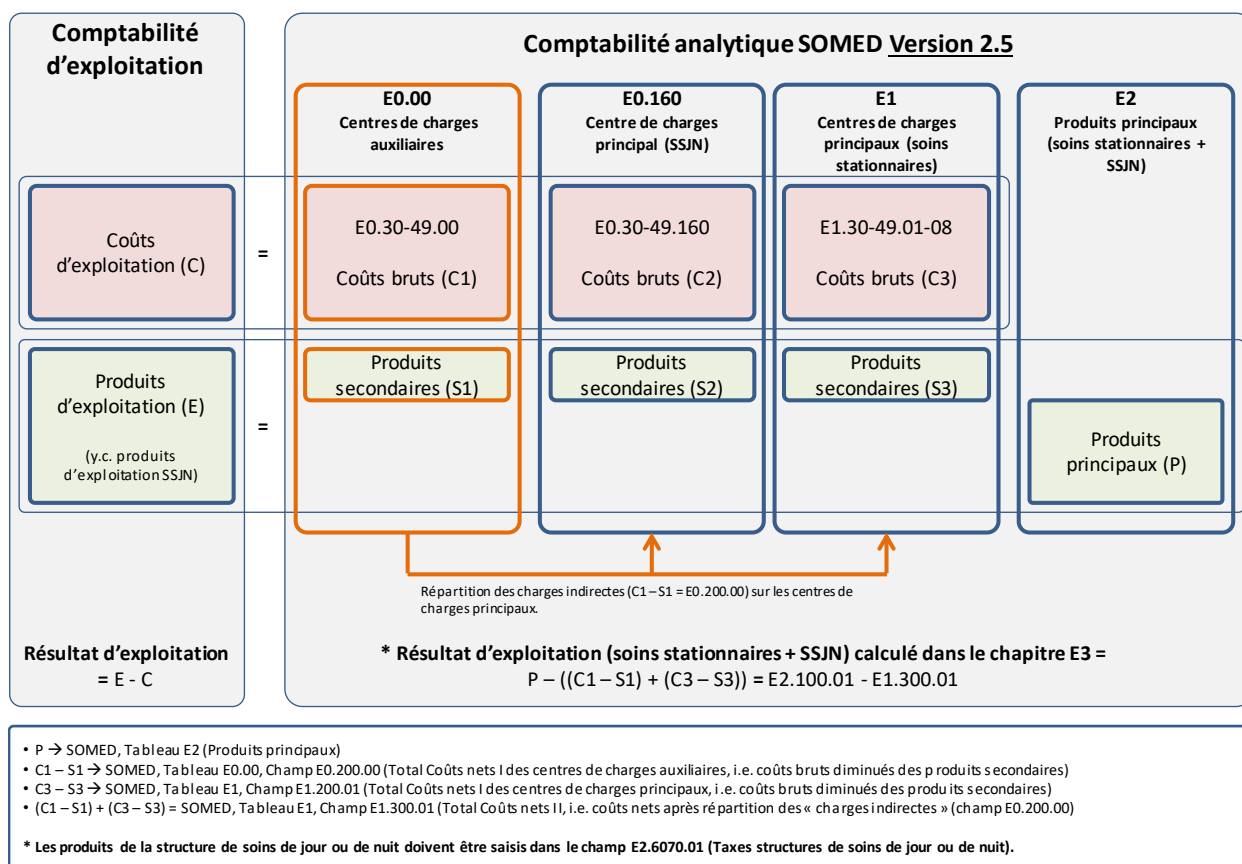 Comptabilité
d'exploitation
Comptabilité analytique SOMED Version 2.5
E0.00
Centres de charges
auxiliaires
E0.160
Centre de charges
principal (SSJN)
E1
Centres de charges
principaux (soins
stationnaires)
E2
Produits principaux
(soins stationnaires +
SSJN)
Coûts
d'exploitation (C)
=
E0.30-49.00
Coûts bruts (C1)
E0.30-49.160
Coûts bruts (C2)
E1.30-49.01-08
Coûts bruts (C3)
Produits
d'exploitation (E)
(y.c. produits
d'exploitation SSJN)
=
Produits
secondaires (S1)
Produits
secondaires (S2)
Produits
secondaires (S3)
Produits
principaux (P)
Répartition des charges indirectes (C1 – S1 = E0.200.00) sur les centres de
charges principaux.
Résultat d'exploitation
= E - C
* Résultat d'exploitation (soins stationnaires + SSJN) calculé dans le chapitre E3 =
P – ((C1 – S1) + (C3 – S3)) = E2.100.01 - E1.300.01
• P → SOMED, Tableau E2 (Produits principaux)
• C1 – S1 → SOMED, Tableau E0.00, Champ E0.200.00 (Total Coûts nets I des centres de charges auxiliaires, i.e. coûts bruts diminués des produits secondaires)
• C3 – S3 → SOMED, Tableau E1, Champ E1.200.01 (Total Coûts nets I des centres de charges principaux, i.e. coûts bruts diminués des produits secondaires)
• (C1 – S1) + (C3 – S3) = SOMED, Tableau E1, Champ E1.300.01 (Total Coûts nets II, i.e. coûts nets après répartition des « charges indirectes » (champ E0.200.00)
* Les produits de la structure de soins de jour ou de nuit doivent être saisis dans le champ E2.6070.01 (Taxes structures de soins de jour ou de nuit).